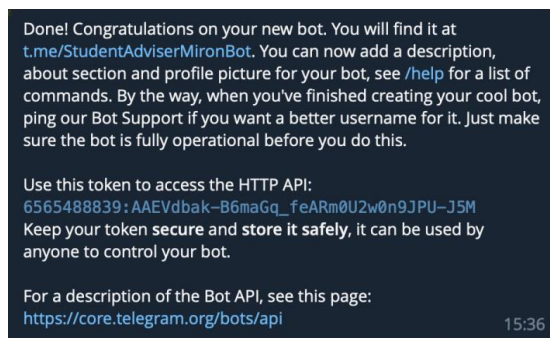 Done! Congratulations on your new bot. You will find it at
t.me/StudentAdviserMironBot. You can now add a description,
about section and profile picture for your bot, see /help for a list of
commands. By the way, when you've finished creating your cool bot,
ping our Bot Support if you want a better username for it. Just make
sure the bot is fully operational before you do this.

Use this token to access the HTTP API:
6565488839:AAEVdbak-B6maGq_feARm0U2w0n9JPU-J5M
Keep your token secure and store it safely, it can be used by
anyone to control your bot.

For a description of the Bot API, see this page:
https://core.telegram.org/bots/api
15:36